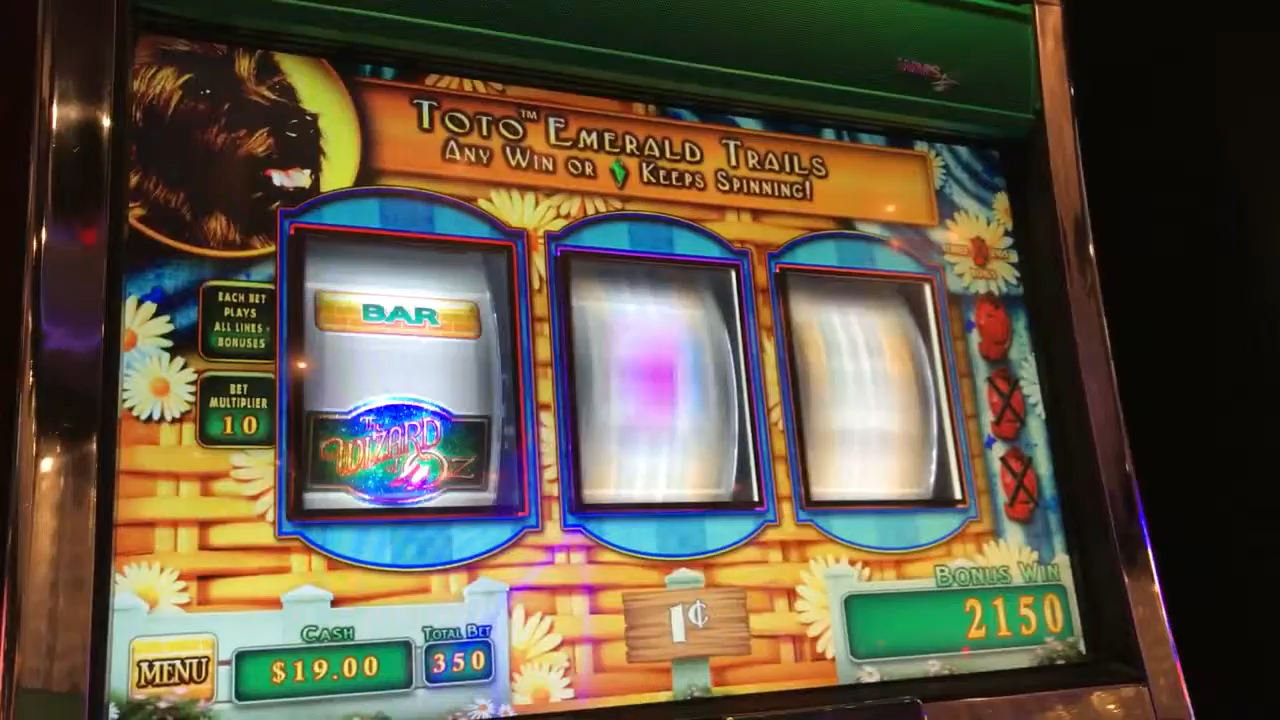 TOTO™ EMERALD TRAILS
ANY WIN OR KEEPS SPINNING!
EACH BET
PLAYS
ALL LINES +
BONUSES
BET
MULTIPLIER
10
BAR
THE
WIZARD
OF OZ
BONUS WIN
2150
1¢
CASH
$19.00
TOTAL BET
350
MENU